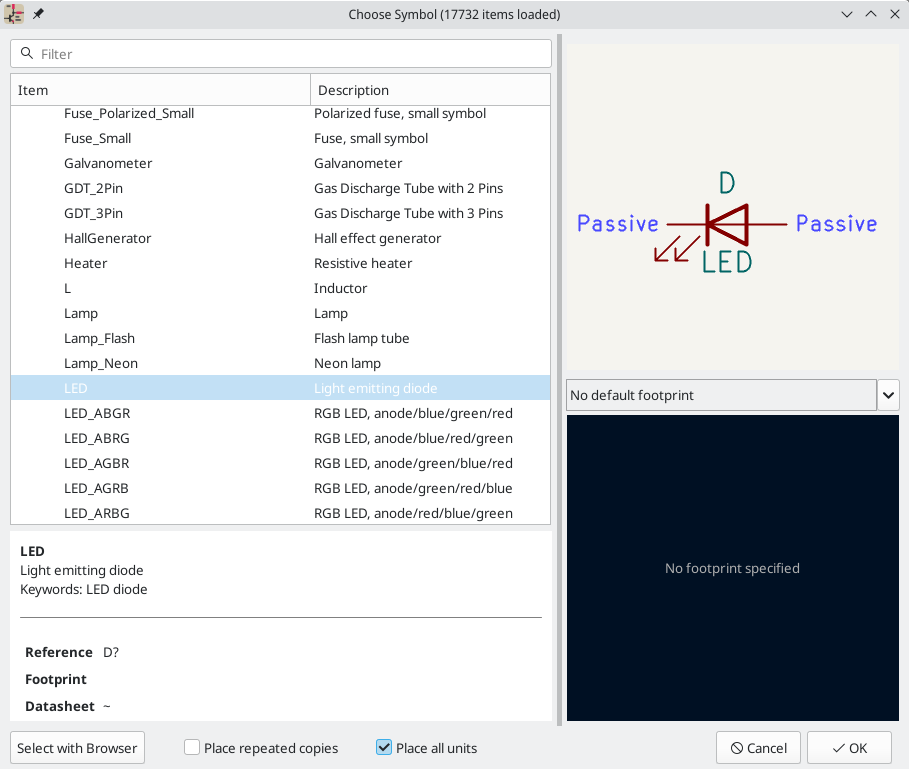 Choose Symbol (17732 items loaded)
Filter
Item Description
Fuse_Polarized_Small Polarized fuse, small symbol
Fuse_Small Fuse, small symbol
Galvanometer Galvanometer
GDT_2Pin Gas Discharge Tube with 2 Pins
GDT_3Pin Gas Discharge Tube with 3 Pins
HallGenerator Hall effect generator
Heater Resistive heater
L Inductor
Lamp Lamp
Lamp_Flash Flash lamp tube
Lamp_Neon Neon lamp
LED Light emitting diode
LED_ABGR RGB LED, anode/blue/green/red
LED_ABRG RGB LED, anode/blue/red/green
LED_AGBR RGB LED, anode/green/blue/red
LED_AGRB RGB LED, anode/green/red/blue
LED_ARBG RGB LED, anode/red/blue/green
LED
Light emitting diode
Keywords: LED diode
Reference D?
Footprint
Datasheet ~
D
Passive Passive
LED
No default footprint
No footprint specified
Select with Browser Place repeated copies Place all units Cancel OK